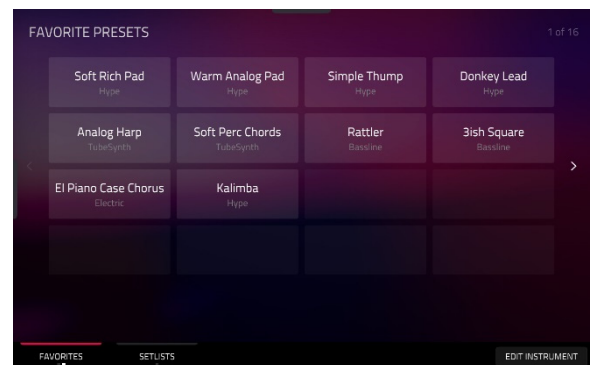 FAVORITE PRESETS
1 of 16
Soft Rich Pad
Hype
Warm Analog Pad
Hype
Simple Thump
Hype
Donkey Lead
Hype
Analog Harp
TubeSynth
Soft Perc Chords
TubeSynth
Rattler
Bassline
3ish Square
Bassline
El Piano Case Chorus
Electric
Kalimba
Hype
FAVORITES
SETLISTS
EDIT INSTRUMENT